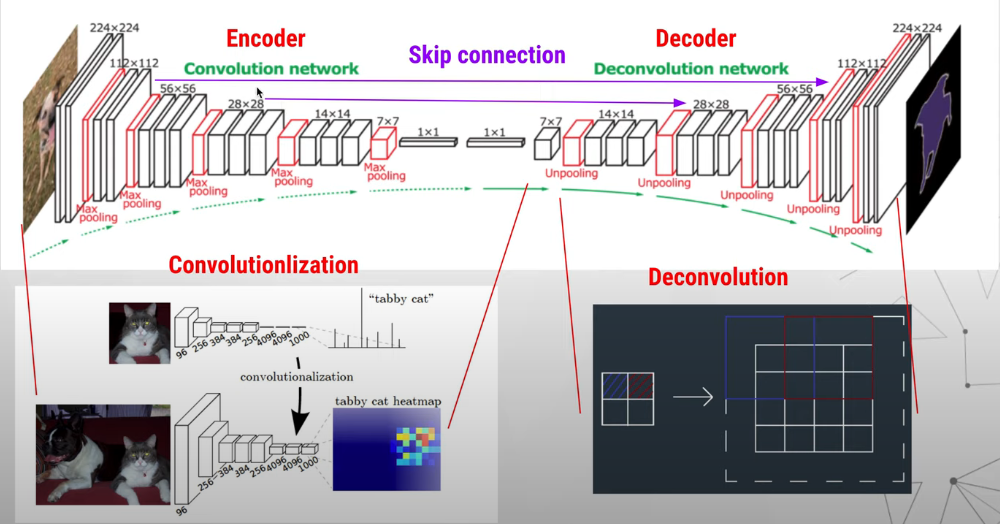 Encoder
Skip connection
Decoder
Convolution network
Deconvolution network
224×224
112×112
56×56
28×28
14×14
7×7
1×1
1×1
7×7
14×14
28×28
56×56
112×112
224×224
Max
pooling
Max
pooling
Max
pooling
Max
pooling
Max
pooling
Unpooling
Unpooling
Unpooling
Unpooling
Unpooling
Convolutionlization
Deconvolution
"tabby cat"
96
256
384
384
256
4096
4096
1000
convolutionalization
tabby cat heatmap
96
256
384
384
256
4096
4096
1000